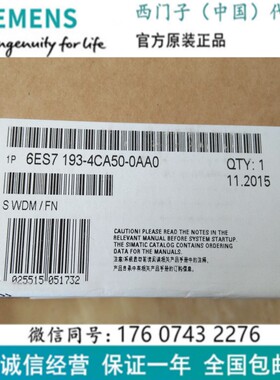 SIEMENS
Ingenuity for life
西门子（中国）代
官方原装正品
1P 6ES7 193-4CA50-0AA0
QTY: 1
11.2015
S WDM / FN
CAUTION! PLEASE READ THE NOTES IN THE
RELEVANT MANUAL BEFORE SYSTEM STARTUP
THE SIMATIC CATALOG CONTAINS ORDERING
DATA FOR THE MANUALS.
025515 051732
微信同号：176 0743 2276
诚信经营 保证一年 全国包邮